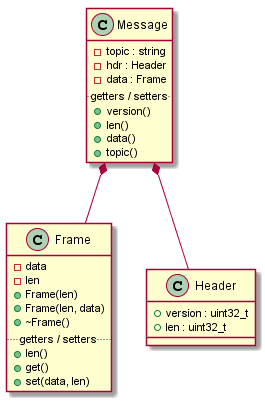 C Message
topic : string
hdr : Header
data : Frame
getters / setters
version()
len()
data()
topic()
C Frame
data
len
Frame(len)
Frame(len, data)
~Frame()
getters / setters
len()
get()
set(data, len)
C Header
version : uint32_t
len : uint32_t